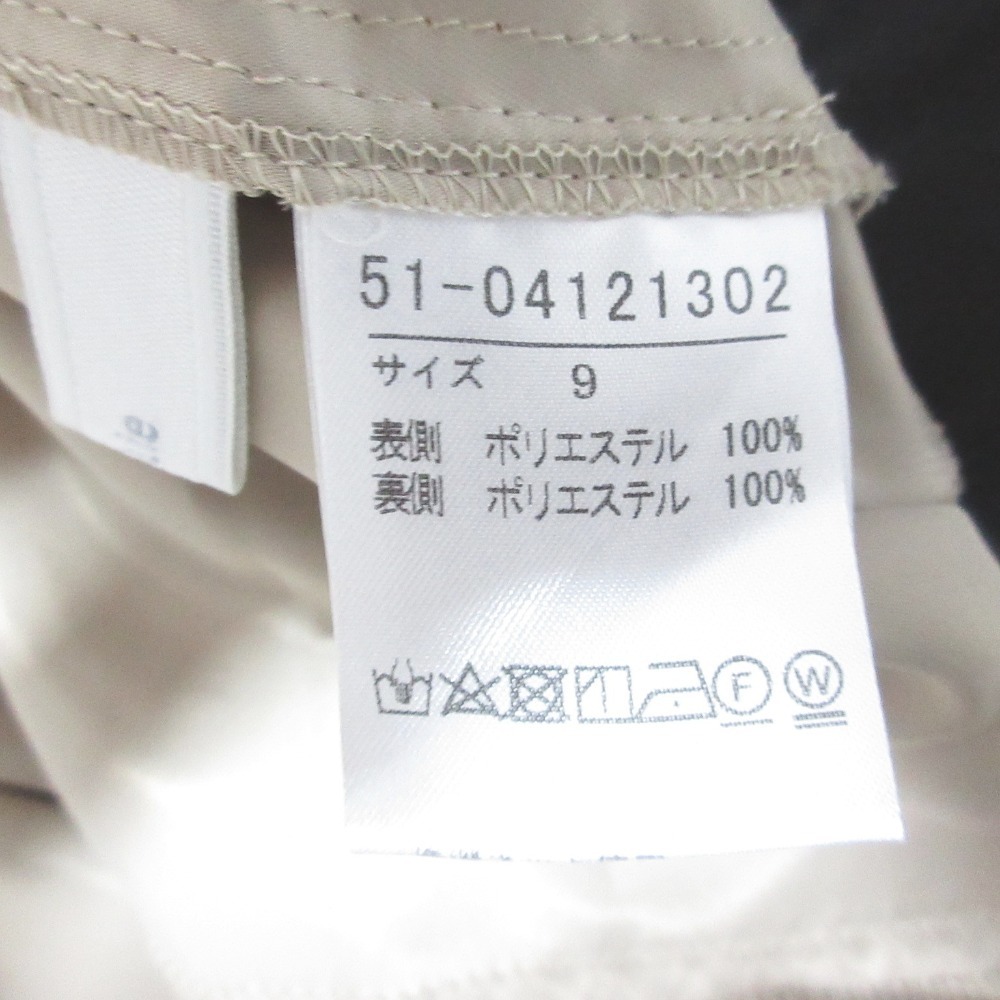 51-04121302
サイズ 9
表側 ポリエステル 100%
裏側 ポリエステル 100%
F W